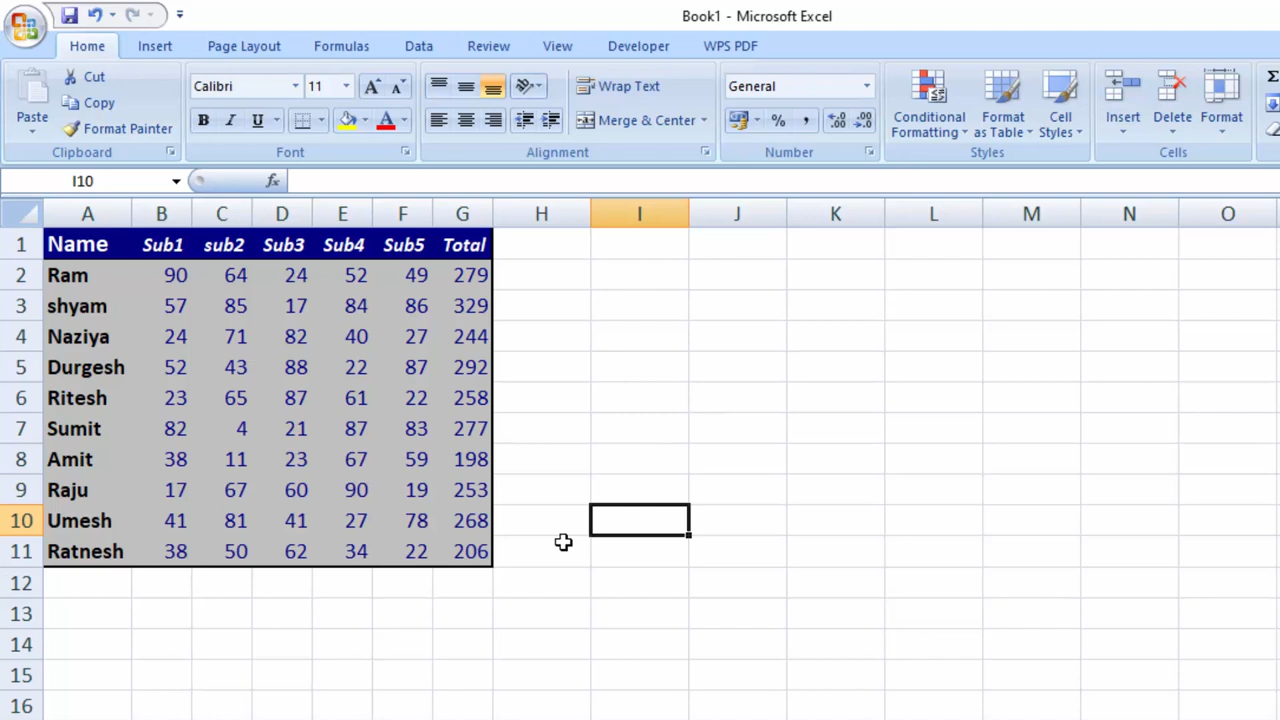 Book1 - Microsoft Excel
Home Insert Page Layout Formulas Data Review View Developer WPS PDF
Paste
Cut
Copy
Format Painter
Clipboard
Calibri 11
B I U
Font
Wrap Text
Merge & Center
Alignment
General
%
Number
Conditional Formatting
Format as Table
Cell Styles
Styles
Insert
Delete
Format
Cells
I10 fx
A B C D E F G H I J K L M N O
1 Name Sub1 sub2 Sub3 Sub4 Sub5 Total
2 Ram 90 64 24 52 49 279
3 shyam 57 85 17 84 86 329
4 Naziya 24 71 82 40 27 244
5 Durgesh 52 43 88 22 87 292
6 Ritesh 23 65 87 61 22 258
7 Sumit 82 4 21 87 83 277
8 Amit 38 11 23 67 59 198
9 Raju 17 67 60 90 19 253
10 Umesh 41 81 41 27 78 268
11 Ratnesh 38 50 62 34 22 206
12
13
14
15
16